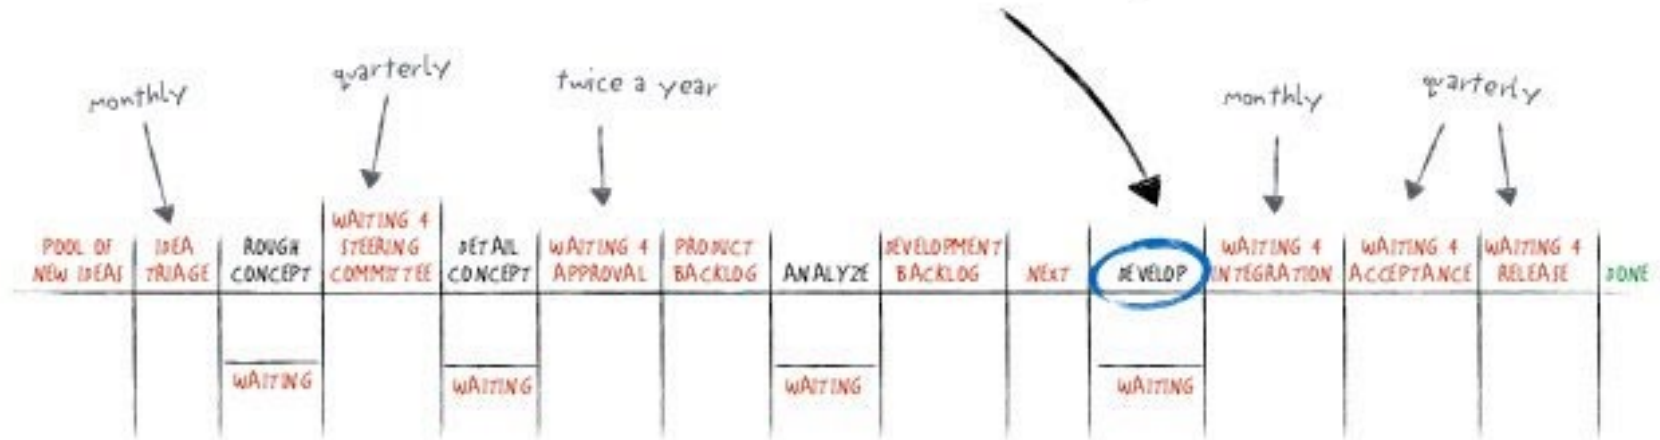 monthly
quarterly
twice a year
monthly
quarterly
POOL OF
NEW IDEAS
IDEA
TRIAGE
ROUGH
CONCEPT
WAITING 4
STEERING
COMMITTEE
DETAIL
CONCEPT
WAITING 4
APPROVAL
PRODUCT
BACKLOG
ANALYZE
DEVELOPMENT
BACKLOG
NEXT
DEVELOP
WAITING 4
INTEGRATION
WAITING 4
ACCEPTANCE
WAITING 4
RELEASE
DONE
WAITING
WAITING
WAITING
WAITING